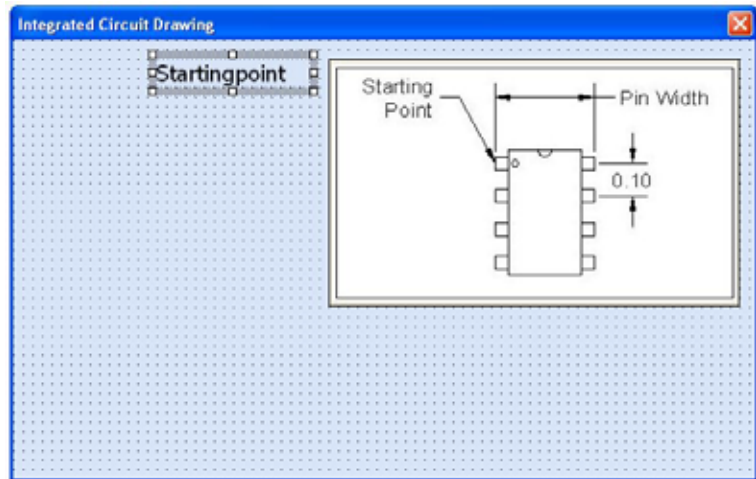 Integrated Circuit Drawing
Startingpoint
Starting
Point
Pin Width
0.10